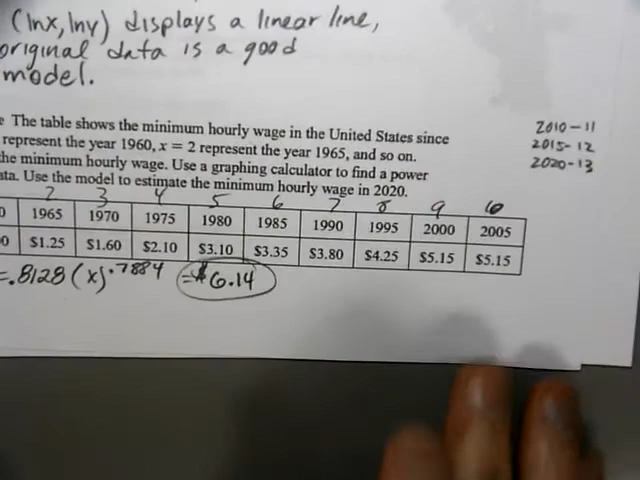 (lnx, lny) displays a linear line,
original data is a good
model.
The table shows the minimum hourly wage in the United States since
represent the year 1960, x = 2 represent the year 1965, and so on.
the minimum hourly wage. Use a graphing calculator to find a power
ata. Use the model to estimate the minimum hourly wage in 2020.
2010-11
2015-12
2020-13
2 3 4 5 6 7 8 9 10
0 1965 1970 1975 1980 1985 1990 1995 2000 2005
0 $1.25 $1.60 $2.10 $3.10 $3.35 $3.80 $4.25 $5.15 $5.15
=.8128(x)^.7884 =$6.14